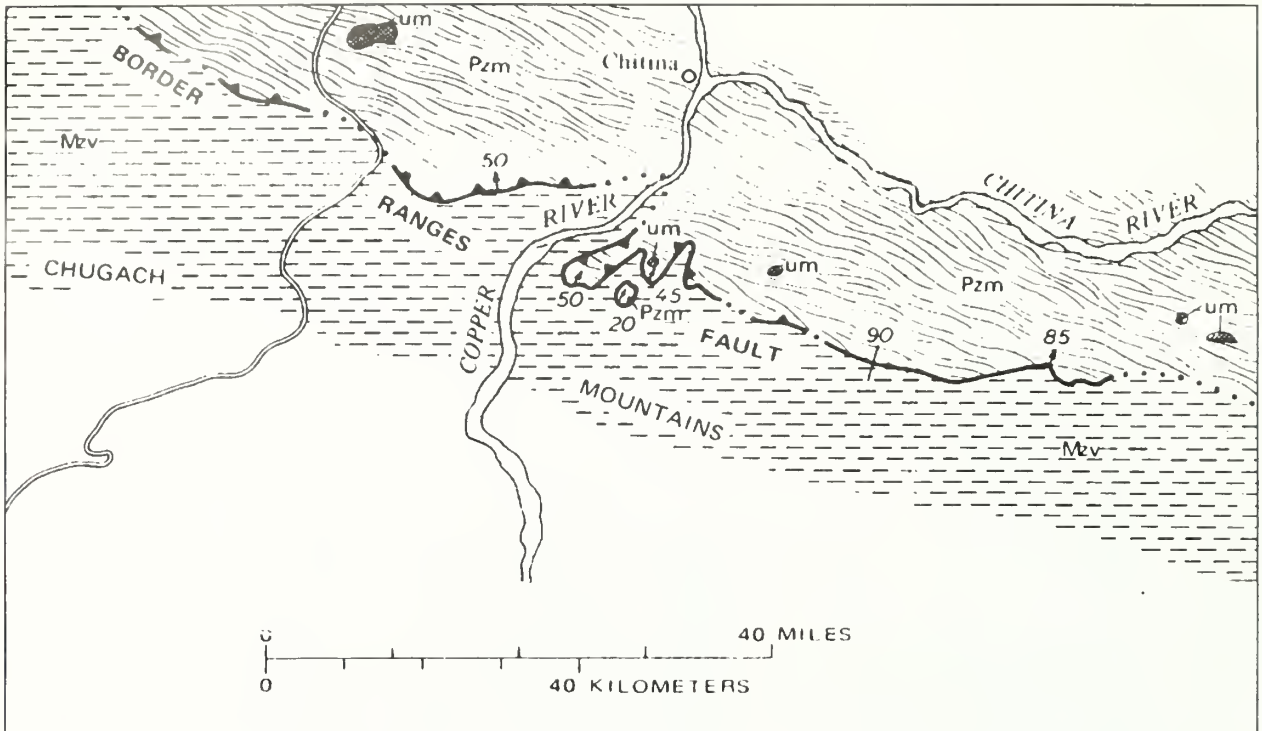 um
Pzm
Chitina
BORDER
Mzv
50
RANGES
RIVER
CHITINA
RIVER
um
CHUGACH
um
Pzm
50
45
20
Pzm
um
COPPER
FAULT
90
85
MOUNTAINS
Mzv
0 40 MILES
0 40 KILOMETERS